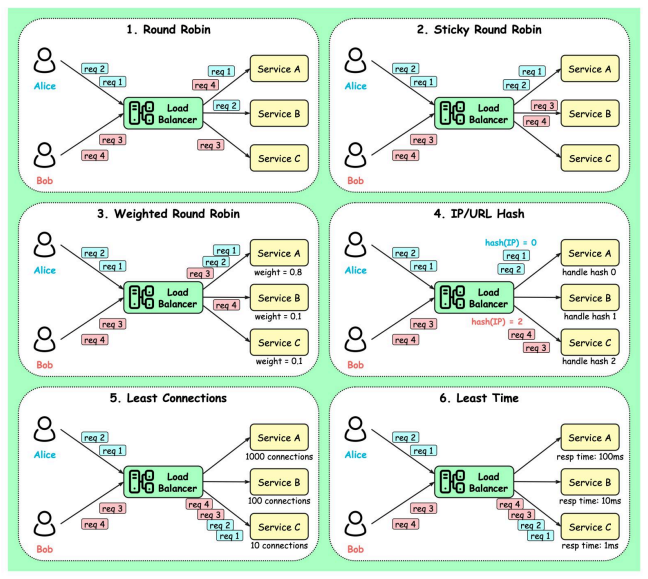 1. Round Robin
req 2
req 1
Alice
req 3
req 4
Bob
Load
Balancer
req 1
req 4
req 2
req 3
Service A
Service B
Service C
2. Sticky Round Robin
req 2
req 1
Alice
req 3
req 4
Bob
Load
Balancer
req 1
req 2
req 3
req 4
Service A
Service B
Service C
3. Weighted Round Robin
req 2
req 1
Alice
req 3
req 4
Bob
Load
Balancer
req 1
req 2
req 3
req 4
Service A
weight = 0.8
Service B
weight = 0.1
Service C
weight = 0.1
4. IP/URL Hash
req 2
req 1
Alice
req 3
req 4
Bob
Load
Balancer
hash(IP) = 0
req 1
req 2
hash(IP) = 2
req 4
req 3
Service A
handle hash 0
Service B
handle hash 1
Service C
handle hash 2
5. Least Connections
req 2
req 1
Alice
req 3
req 4
Bob
Load
Balancer
req 4
req 3
req 2
req 1
Service A
1000 connections
Service B
100 connections
Service C
10 connections
6. Least Time
req 2
req 1
Alice
req 3
req 4
Bob
Load
Balancer
req 4
req 3
req 2
req 1
Service A
resp time: 100ms
Service B
resp time: 10ms
Service C
resp time: 1ms